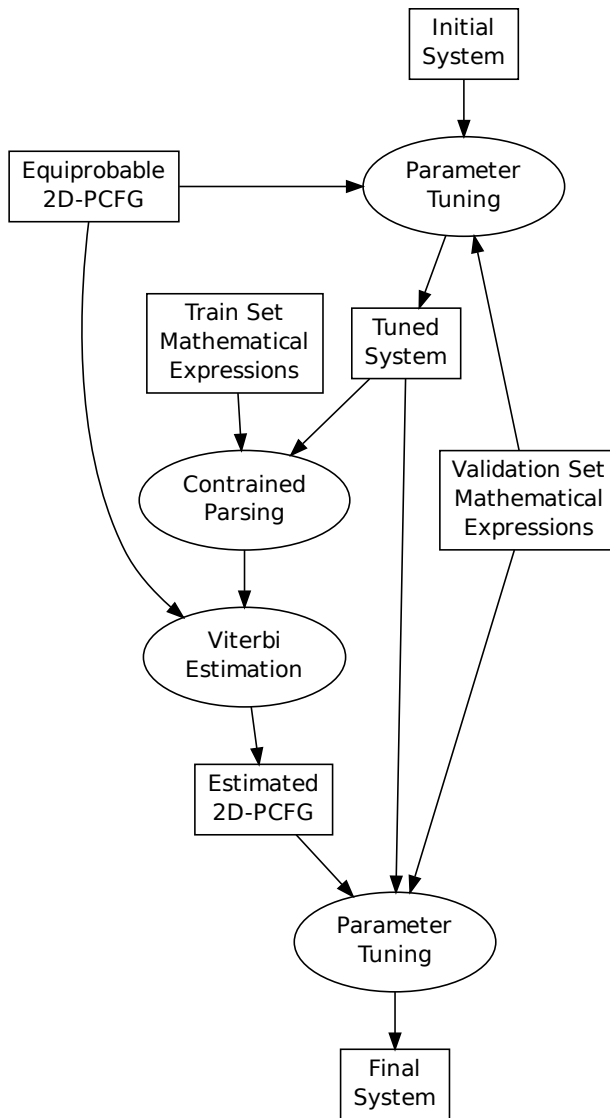 Initial
System
Equiprobable
2D-PCFG
Parameter
Tuning
Train Set
Mathematical
Expressions
Tuned
System
Contrained
Parsing
Validation Set
Mathematical
Expressions
Viterbi
Estimation
Estimated
2D-PCFG
Parameter
Tuning
Final
System